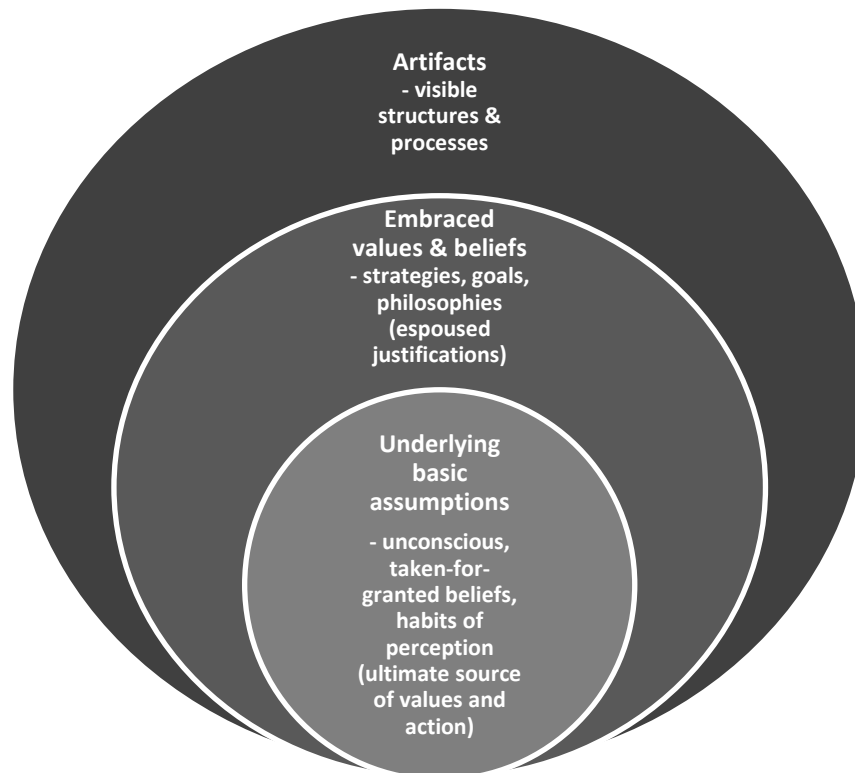 Artifacts
- visible
structures &
processes
Embraced
values & beliefs
- strategies, goals,
philosophies
(espoused
justifications)
Underlying
basic
assumptions
- unconscious,
taken-for-
granted beliefs,
habits of
perception
(ultimate source
of values and
action)